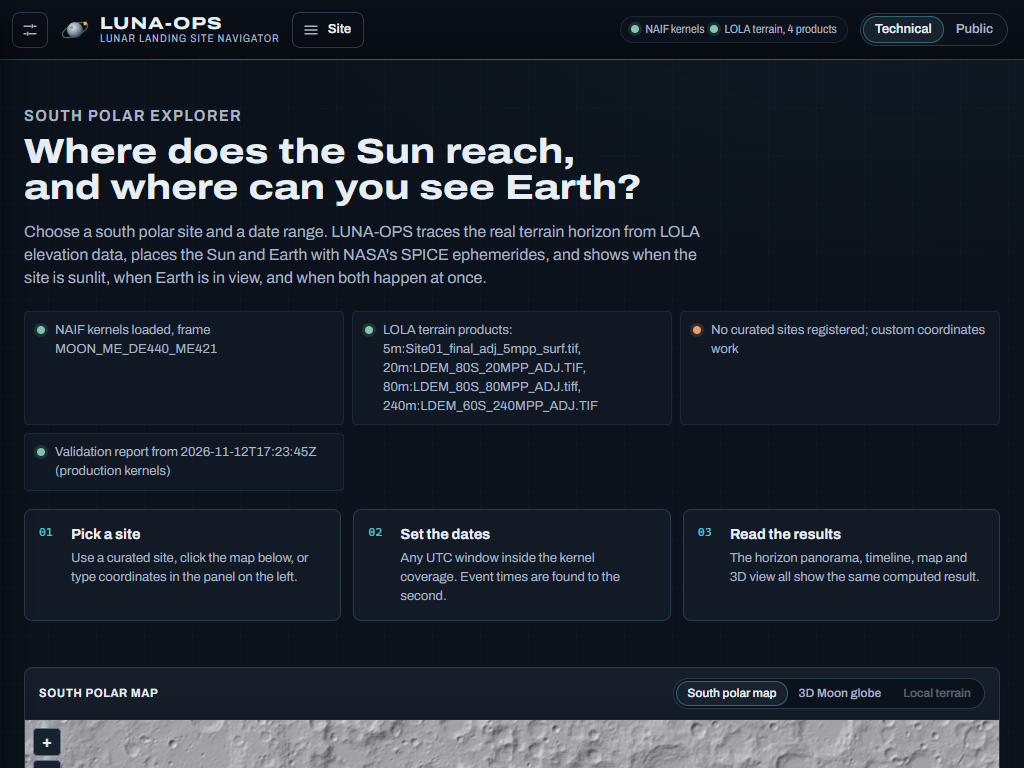 LUNA-OPS
LUNAR LANDING SITE NAVIGATOR
Site
NAIF kernels
LOLA terrain, 4 products
Technical
Public
SOUTH POLAR EXPLORER
Where does the Sun reach,
and where can you see Earth?
Choose a south polar site and a date range. LUNA-OPS traces the real terrain horizon from LOLA
elevation data, places the Sun and Earth with NASA's SPICE ephemerides, and shows when the
site is sunlit, when Earth is in view, and when both happen at once.
NAIF kernels loaded, frame
MOON_ME_DE440_ME421
LOLA terrain products:
5m:Site01_final_adj_5mpp_surf.tif,
20m:LDEM_80S_20MPP_ADJ.TIF,
80m:LDEM_80S_80MPP_ADJ.tiff,
240m:LDEM_60S_240MPP_ADJ.TIF
No curated sites registered; custom coordinates
work
Validation report from 2026-11-12T17:23:45Z
(production kernels)
01
Pick a site
Use a curated site, click the map below, or
type coordinates in the panel on the left.
02
Set the dates
Any UTC window inside the kernel
coverage. Event times are found to the
second.
03
Read the results
The horizon panorama, timeline, map and
3D view all show the same computed result.
SOUTH POLAR MAP
South polar map
3D Moon globe
Local terrain
+